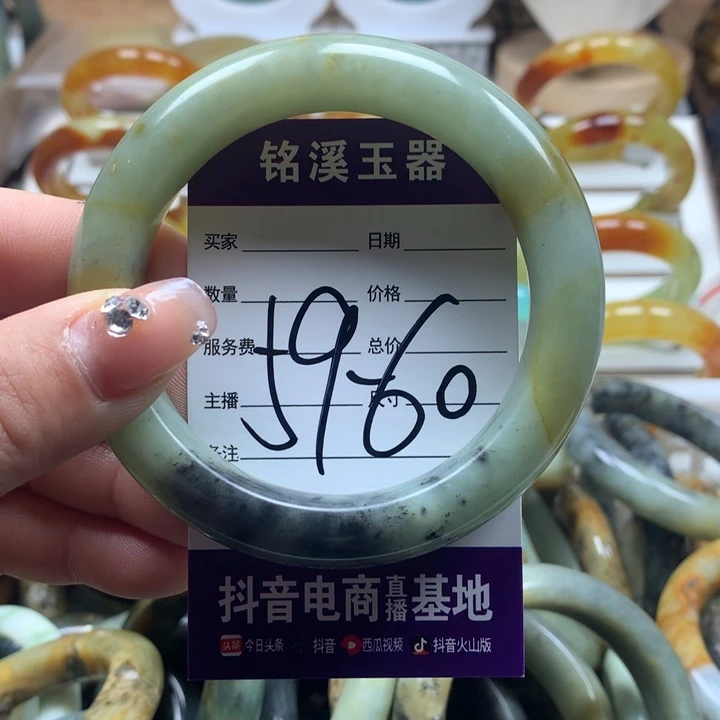 铭溪玉器
买家 日期
数量 价格
服务费 总价
主播 尺寸
备注
59-60
抖音电商直播基地
头条 今日头条 抖音 西瓜视频 抖音火山版